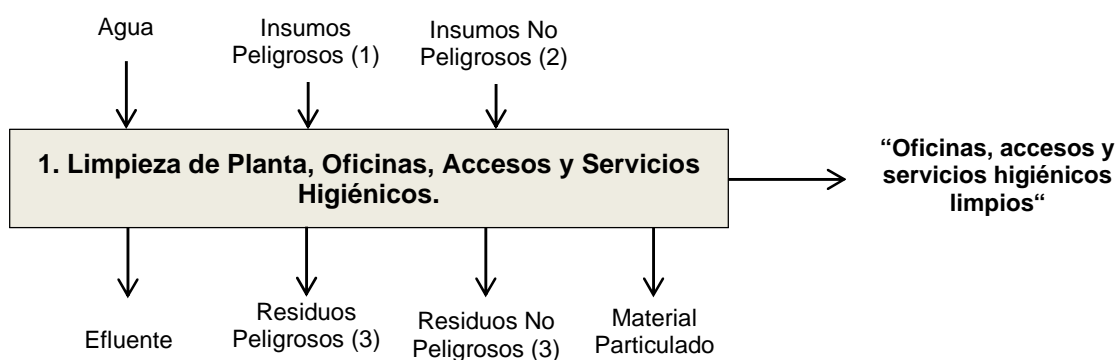 Agua
Insumos
Peligrosos (1)
Insumos No
Peligrosos (2)
1. Limpieza de Planta, Oficinas, Accesos y Servicios
Higiénicos.
“Oficinas, accesos y
servicios higiénicos
limpios“
Efluente
Residuos
Peligrosos (3)
Residuos No
Peligrosos (3)
Material
Particulado